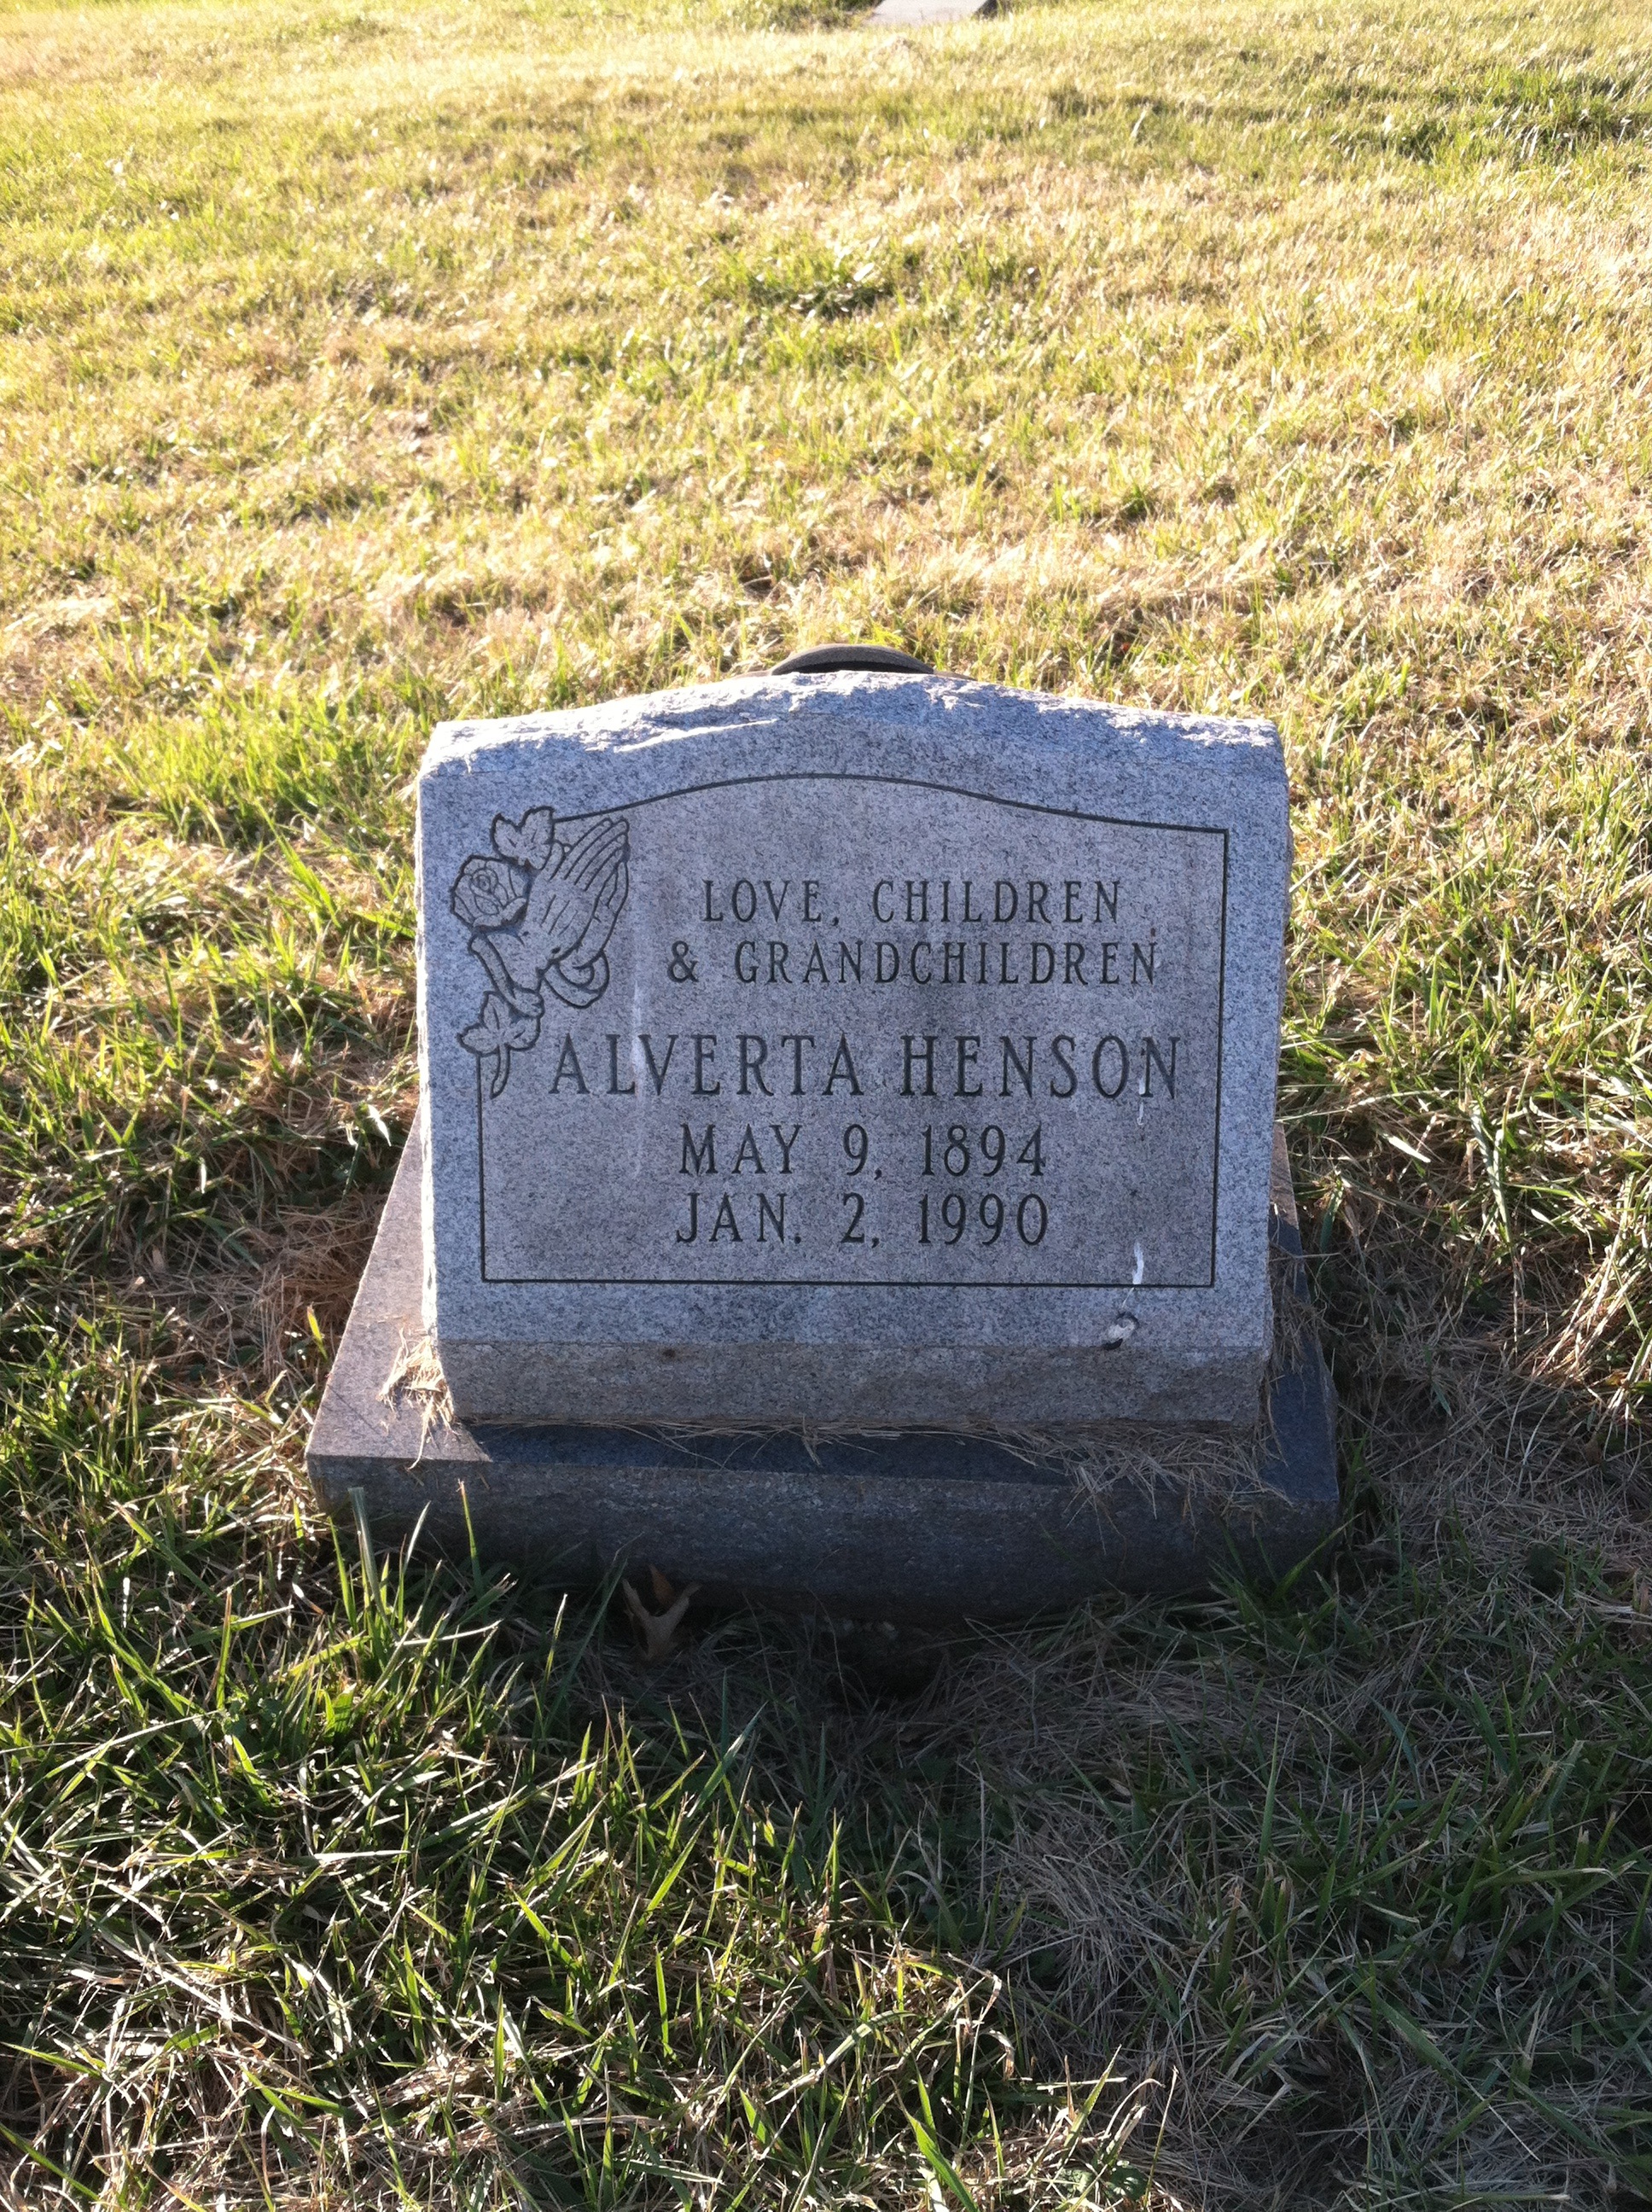 LOVE, CHILDREN
& GRANDCHILDREN
ALVERTA HENSON
MAY 9, 1894
JAN. 2, 1990